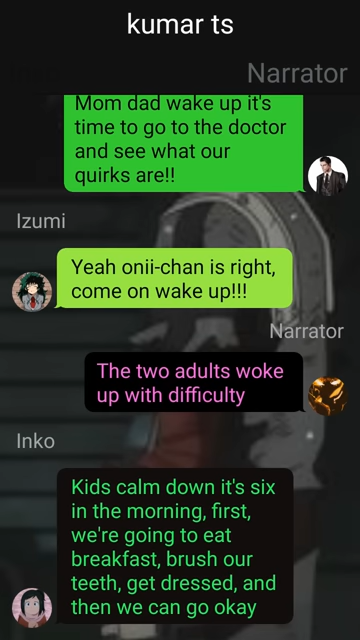 kumar ts
Narrator
Mom dad wake up it's
time to go to the doctor
and see what our
quirks are!!
Izumi
Yeah onii-chan is right,
come on wake up!!!
Narrator
The two adults woke
up with difficulty
Inko
Kids calm down it's six
in the morning, first,
we're going to eat
breakfast, brush our
teeth, get dressed, and
then we can go okay